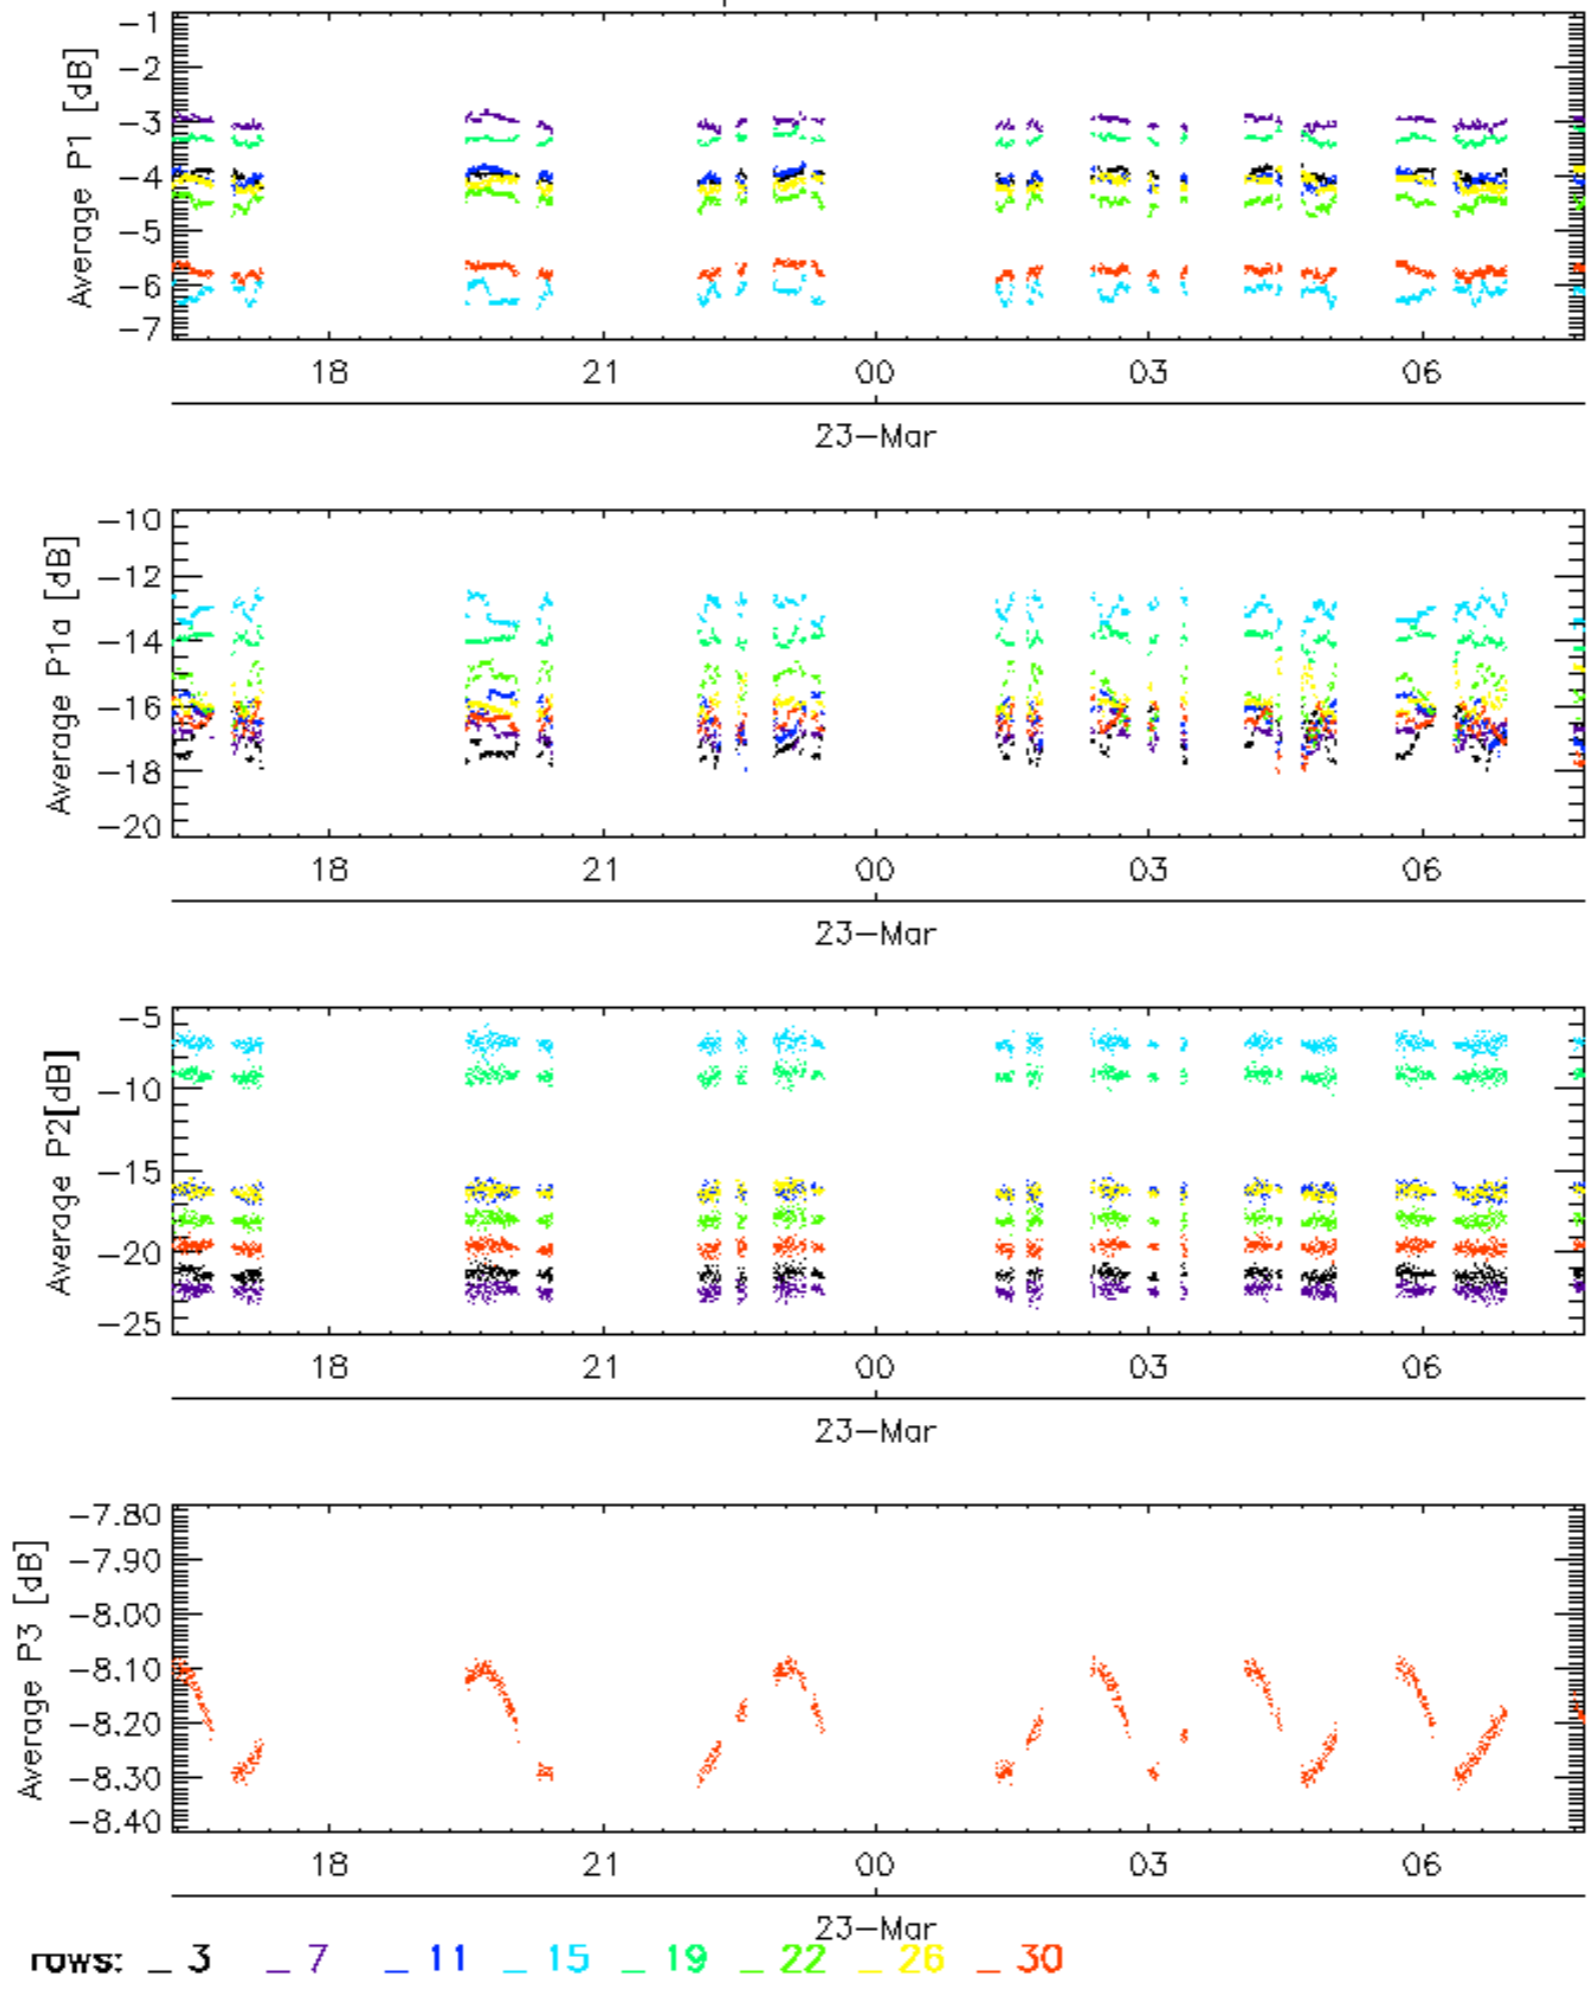 Average P1 [dB]
-1
-2
-3
-4
-5
-6
-7
18 21 00 03 06
23-Mar
Average P1a [dB]
-10
-12
-14
-16
-18
-20
18 21 00 03 06
23-Mar
Average P2[dB]
-5
-10
-15
-20
-25
18 21 00 03 06
23-Mar
Average P3 [dB]
-7.80
-7.90
-8.00
-8.10
-8.20
-8.30
-8.40
18 21 00 03 06
23-Mar
rows: _ 3 _ 7 _ 11 _ 15 _ 19 _ 22 _ 26 _ 30